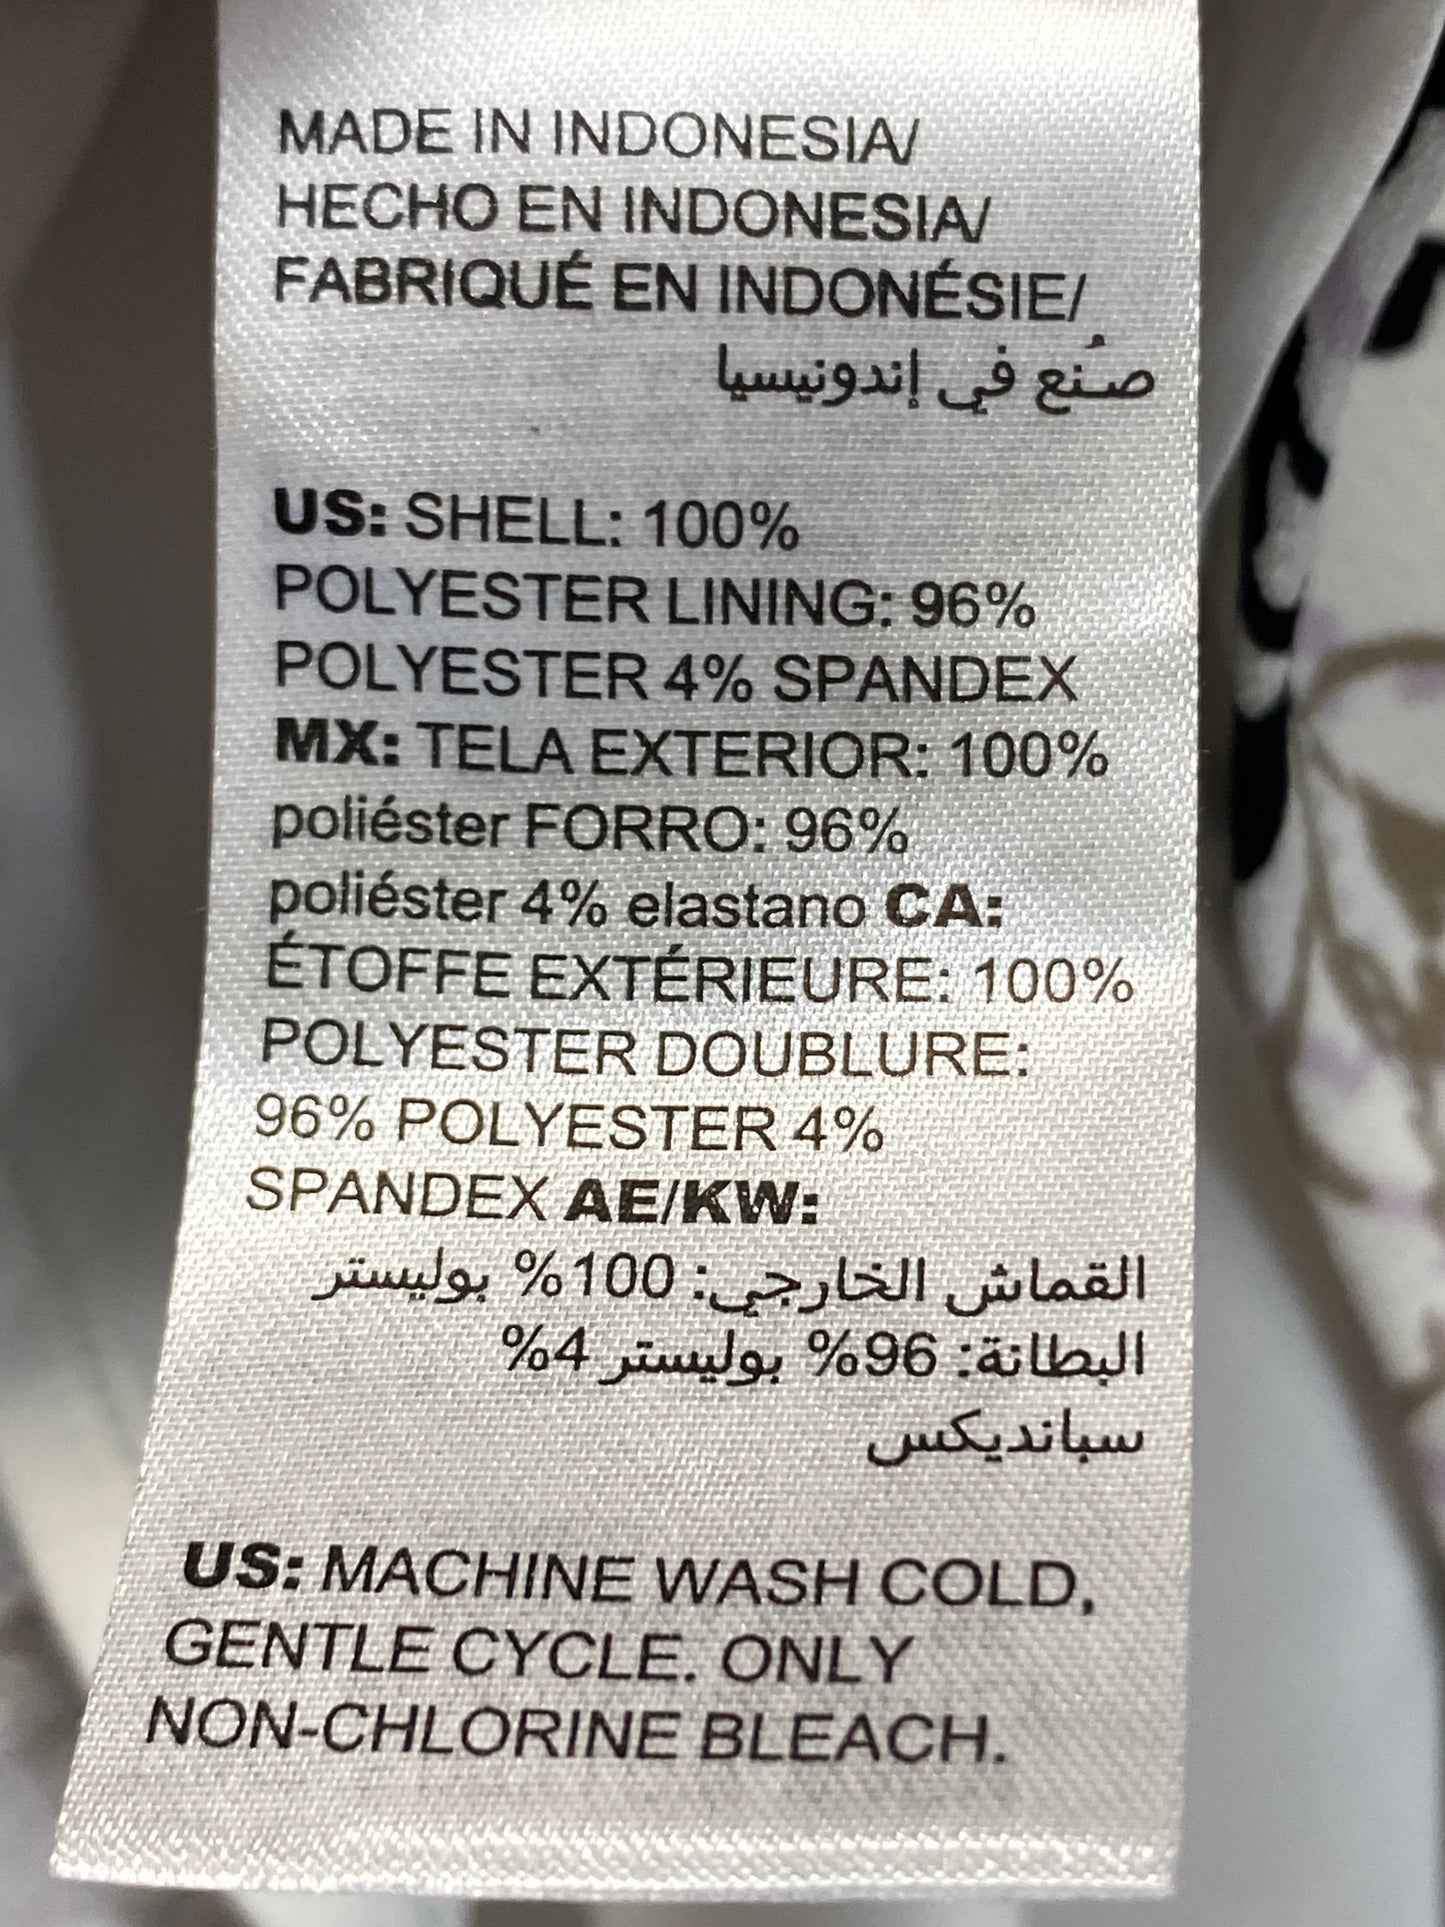 MADE IN INDONESIA/
HECHO EN INDONESIA/
FABRIQUÉ EN INDONÉSIE/
صُنع في إندونيسيا
US: SHELL: 100%
POLYESTER LINING: 96%
POLYESTER 4% SPANDEX
MX: TELA EXTERIOR: 100%
poliéster FORRO: 96%
poliéster 4% elastano CA:
ÉTOFFE EXTÉRIEURE: 100%
POLYESTER DOUBLURE:
96% POLYESTER 4%
SPANDEX AE/KW:
القماش الخارجي: 100% بوليستر
البطانة: 96% بوليستر 4%
سبانديكس
US: MACHINE WASH COLD,
GENTLE CYCLE. ONLY
NON-CHLORINE BLEACH.